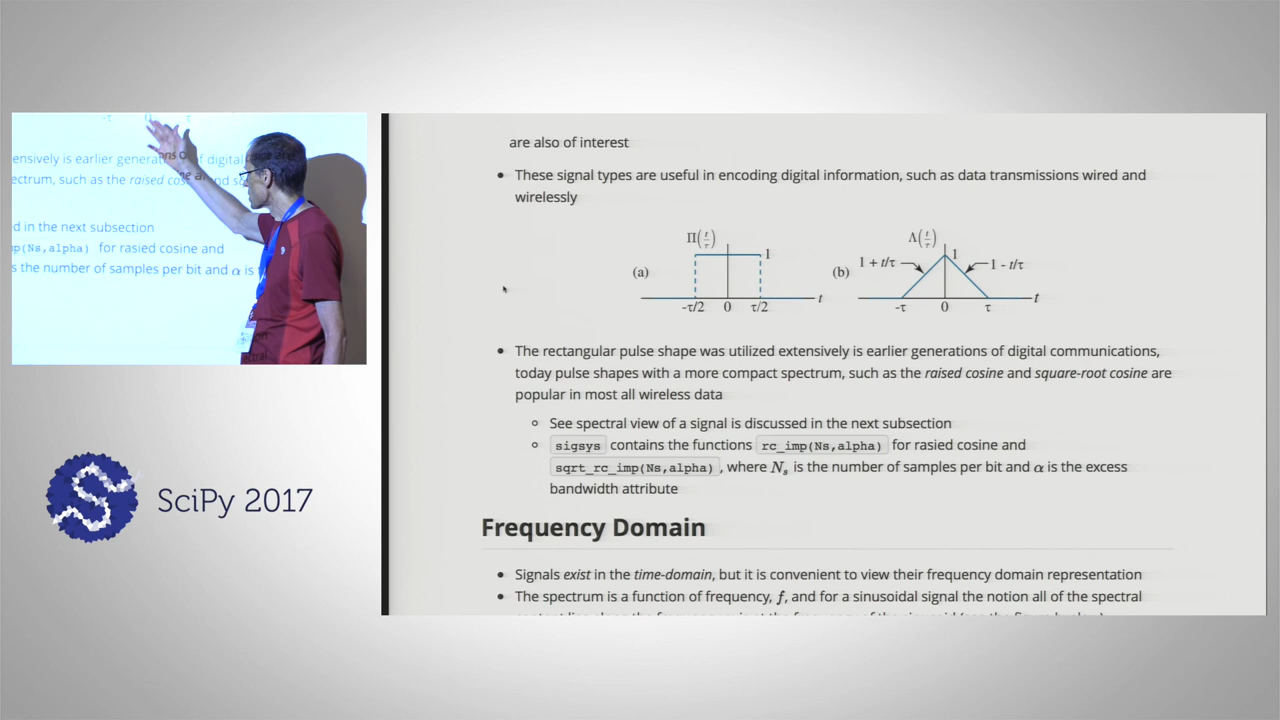 are also of interest
These signal types are useful in encoding digital information, such as data transmissions wired and
wirelessly
Π(t/τ)
1
(a)
-τ/2 0 τ/2 t
Λ(t/τ)
1
(b)
1 + t/τ
1 - t/τ
-τ 0 τ t
The rectangular pulse shape was utilized extensively is earlier generations of digital communications,
today pulse shapes with a more compact spectrum, such as the raised cosine and square-root cosine are
popular in most all wireless data
See spectral view of a signal is discussed in the next subsection
sigsys contains the functions rc_imp(Ns,alpha) for rasied cosine and
sqrt_rc_imp(Ns,alpha) , where Ns is the number of samples per bit and α is the excess
bandwidth attribute
Frequency Domain
Signals exist in the time-domain, but it is convenient to view their frequency domain representation
The spectrum is a function of frequency, f, and for a sinusoidal signal the notion all of the spectral
-τ 0 τ
ensively is earlier generations of digital
ectrum, such as the raised
d in the next subsection
mp(Ns,alpha) for rasied cosine and
s the number of samples per bit and α is
SciPy 2017